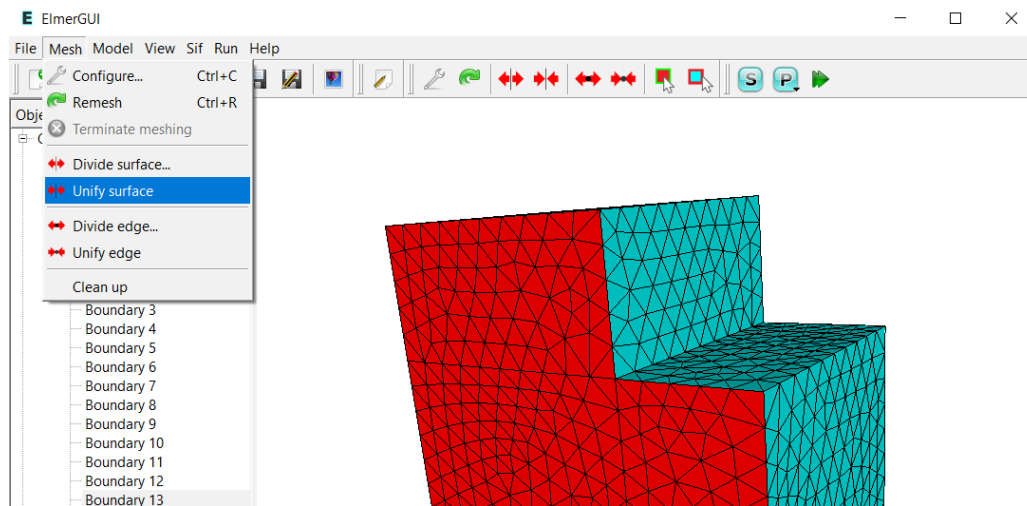 E ElmerGUI
File Mesh Model View Sif Run Help
S P
Configure... Ctrl+C
Remesh Ctrl+R
Terminate meshing
Divide surface...
Unify surface
Divide edge...
Unify edge
Clean up
Obje
Boundary 3
Boundary 4
Boundary 5
Boundary 6
Boundary 7
Boundary 8
Boundary 9
Boundary 10
Boundary 11
Boundary 12
Boundary 13